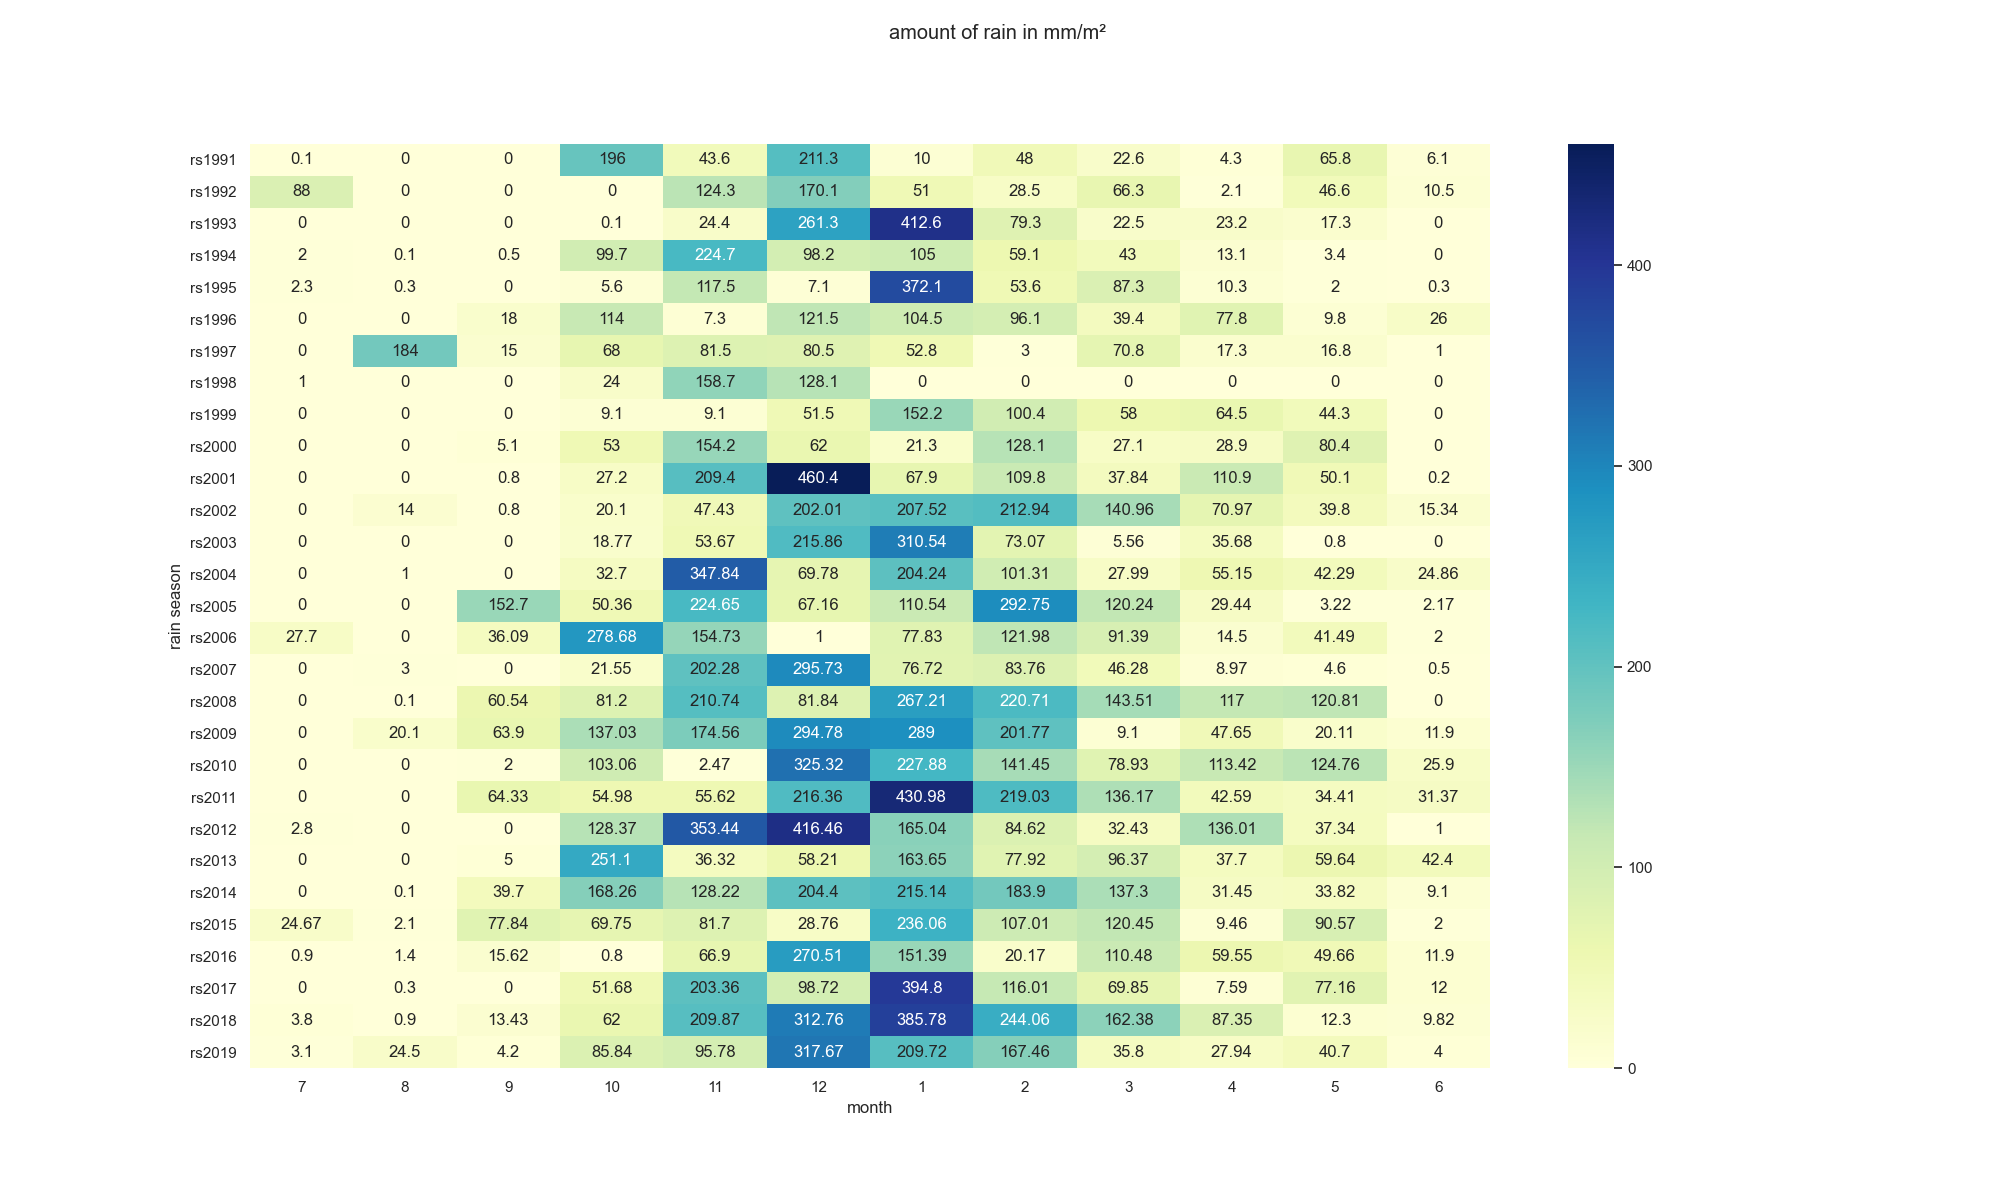 amount of rain in mm/m²
rs1991 0.1 0 0 196 43.6 211.3 10 48 22.6 4.3 65.8 6.1
rs1992 88 0 0 0 124.3 170.1 51 28.5 66.3 2.1 46.6 10.5
rs1993 0 0 0 0.1 24.4 261.3 412.6 79.3 22.5 23.2 17.3 0
rs1994 2 0.1 0.5 99.7 224.7 98.2 105 59.1 43 13.1 3.4 0
400
rs1995 2.3 0.3 0 5.6 117.5 7.1 372.1 53.6 87.3 10.3 2 0.3
rs1996 0 0 18 114 7.3 121.5 104.5 96.1 39.4 77.8 9.8 26
rs1997 0 184 15 68 81.5 80.5 52.8 3 70.8 17.3 16.8 1
rs1998 1 0 0 24 158.7 128.1 0 0 0 0 0 0
rs1999 0 0 0 9.1 9.1 51.5 152.2 100.4 58 64.5 44.3 0
rs2000 0 0 5.1 53 154.2 62 21.3 128.1 27.1 28.9 80.4 0
300
rs2001 0 0 0.8 27.2 209.4 460.4 67.9 109.8 37.84 110.9 50.1 0.2
rs2002 0 14 0.8 20.1 47.43 202.01 207.52 212.94 140.96 70.97 39.8 15.34
rs2003 0 0 0 18.77 53.67 215.86 310.54 73.07 5.56 35.68 0.8 0
rs2004 0 1 0 32.7 347.84 69.78 204.24 101.31 27.99 55.15 42.29 24.86
rain season
rs2005 0 0 152.7 50.36 224.65 67.16 110.54 292.75 120.24 29.44 3.22 2.17
rs2006 27.7 0 36.09 278.68 154.73 1 77.83 121.98 91.39 14.5 41.49 2
rs2007 0 3 0 21.55 202.28 295.73 76.72 83.76 46.28 8.97 4.6 0.5
200
rs2008 0 0.1 60.54 81.2 210.74 81.84 267.21 220.71 143.51 117 120.81 0
rs2009 0 20.1 63.9 137.03 174.56 294.78 289 201.77 9.1 47.65 20.11 11.9
rs2010 0 0 2 103.06 2.47 325.32 227.88 141.45 78.93 113.42 124.76 25.9
rs2011 0 0 64.33 54.98 55.62 216.36 430.98 219.03 136.17 42.59 34.41 31.37
rs2012 2.8 0 0 128.37 353.44 416.46 165.04 84.62 32.43 136.01 37.34 1
rs2013 0 0 5 251.1 36.32 58.21 163.65 77.92 96.37 37.7 59.64 42.4
100
rs2014 0 0.1 39.7 168.26 128.22 204.4 215.14 183.9 137.3 31.45 33.82 9.1
rs2015 24.67 2.1 77.84 69.75 81.7 28.76 236.06 107.01 120.45 9.46 90.57 2
rs2016 0.9 1.4 15.62 0.8 66.9 270.51 151.39 20.17 110.48 59.55 49.66 11.9
rs2017 0 0.3 0 51.68 203.36 98.72 394.8 116.01 69.85 7.59 77.16 12
rs2018 3.8 0.9 13.43 62 209.87 312.76 385.78 244.06 162.38 87.35 12.3 9.82
rs2019 3.1 24.5 4.2 85.84 95.78 317.67 209.72 167.46 35.8 27.94 40.7 4
0
7 8 9 10 11 12 1 2 3 4 5 6
month